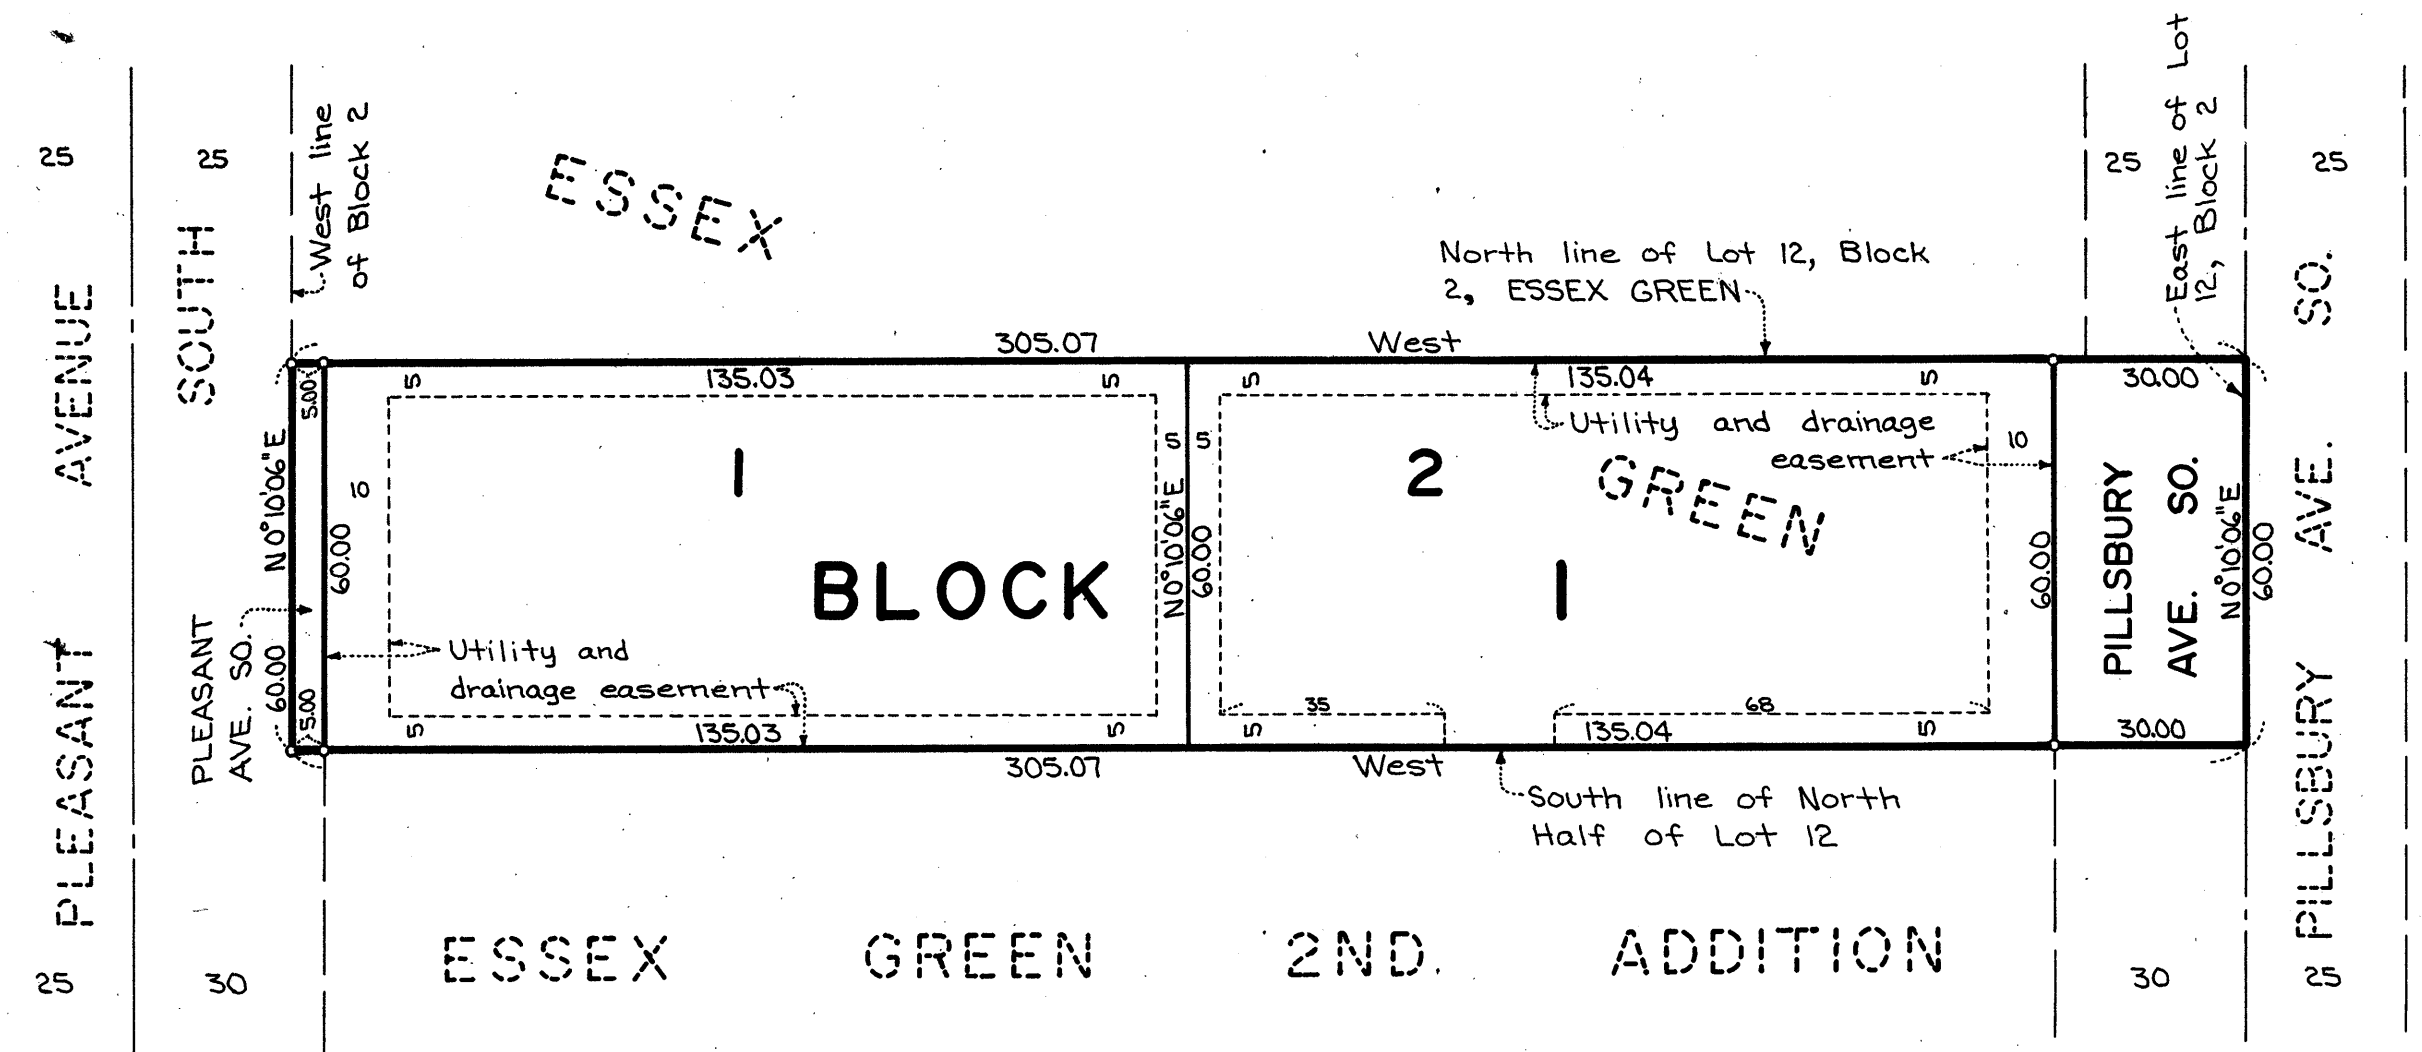 25
25
25
25
West line
of Block 2
East line of Lot
12, Block 2
ESSEX
SOUTH
AVENUE
PLEASANT
SO.
AVE.
PILLSBURY
North line of Lot 12, Block
2, ESSEX GREEN
305.07
West
5.00
5
135.03
5
5
135.04
5
30.00
Utility and drainage
easement
5
5
10
10
1
2
GREEN
N0°10'06"E
60.00
60.00
N0°10'06"E
60.00
60.00
N0°10'06"E
60.00
BLOCK
1
PILLSBURY
AVE. SO.
PLEASANT
AVE. SO.
Utility and
drainage easement
5.00
35
68
5
135.03
5
5
135.04
5
30.00
305.07
West
South line of North
Half of Lot 12
ESSEX GREEN 2ND. ADDITION
25
30
30
25